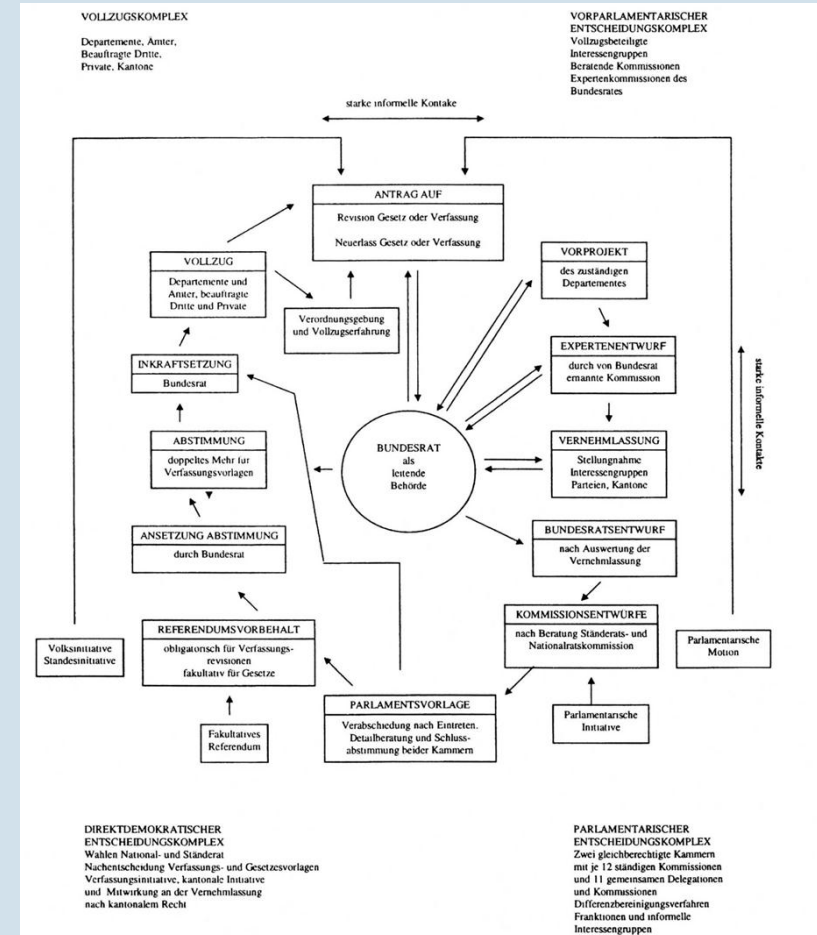 VOLLZUGSKOMPLEX
Departemente, Ämter,
Beauftragte Dritte,
Private, Kantone
VORPARLAMENTARISCHER
ENTSCHEIDUNGSKOMPLEX
Vollzugsbeteiligte
Interessengruppen
Beratende Kommissionen
Expertenkommissionen des
Bundesrates
starke informelle Kontake
ANTRAG AUF
Revision Gesetz oder Verfassung
Neuerlass Gesetz oder Verfassung
VOLLZUG
Departemente und
Ämter, beauftragte
Dritte und Private
Verordnungsgebung
und Vollzugserfahrung
VORPROJEKT
des zuständigen
Departementes
EXPERTENENTWURF
durch von Bundesrat
ernannte Kommission
starke informelle Kontakte
INKRAFTSETZUNG
Bundesrat
ABSTIMMUNG
doppeltes Mehr für
Verfassungsvorlagen
BUNDESRAT
als
leitende
Behörde
VERNEHMLASSUNG
Stellungnahme
Interessengruppen
Parteien, Kantone
ANSETZUNG ABSTIMMUNG
durch Bundesrat
BUNDESRATSENTWURF
nach Auswertung der
Vernehmlassung
Volksinitiative
Standesinitiative
REFERENDUMSVORBEHALT
obligatorisch für Verfassungs-
revisionen
fakultativ für Gesetze
KOMMISSIONSENTWÜRFE
nach Beratung Ständerats- und
Nationalratskommission
Parlamentarische
Motion
Fakultatives
Referendum
PARLAMENTSVORLAGE
Verabschiedung nach Eintreten.
Detailberatung und Schluss-
abstimmung beider Kammern
Parlamentarische
Initiative
DIREKTDEMOKRATISCHER
ENTSCHEIDUNGSKOMPLEX
Wahlen National- und Ständerat
Nachentscheidung Verfassungs- und Gesetzesvorlagen
Verfassungsinitiative, kantonale Initiative
und Mitwirkung an der Vernehmlassung
nach kantonalem Recht
PARLAMENTARISCHER
ENTSCHEIDUNGSKOMPLEX
Zwei gleichberechtigte Kammern
mit je 12 ständigen Kommissionen
und 11 gemeinsamen Delegationen
und Kommissionen
Differenzbereinigungsverfahren
Franktionen und informelle
Interessengruppen